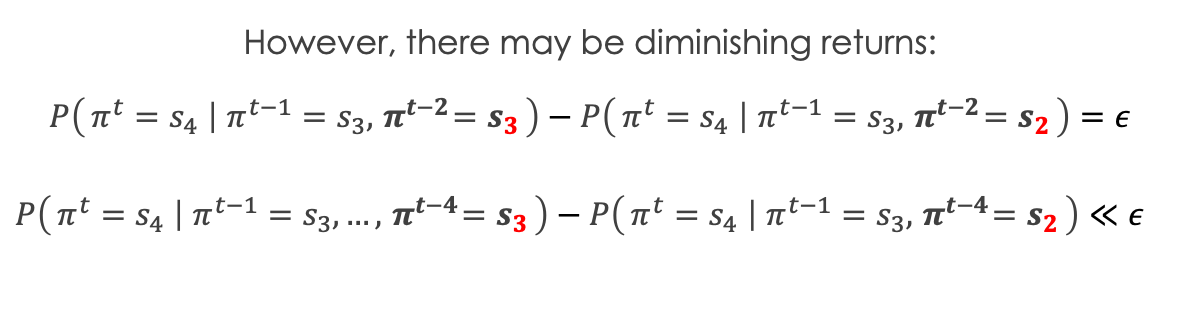 However, there may be diminishing returns:
P(π^t = s_4 | π^{t−1} = s_3, π^{t−2} = s_3) − P(π^t = s_4 | π^{t−1} = s_3, π^{t−2} = s_2) = ϵ
P(π^t = s_4 | π^{t−1} = s_3, …, π^{t−4} = s_3) − P(π^t = s_4 | π^{t−1} = s_3, π^{t−4} = s_2) ≪ ϵ